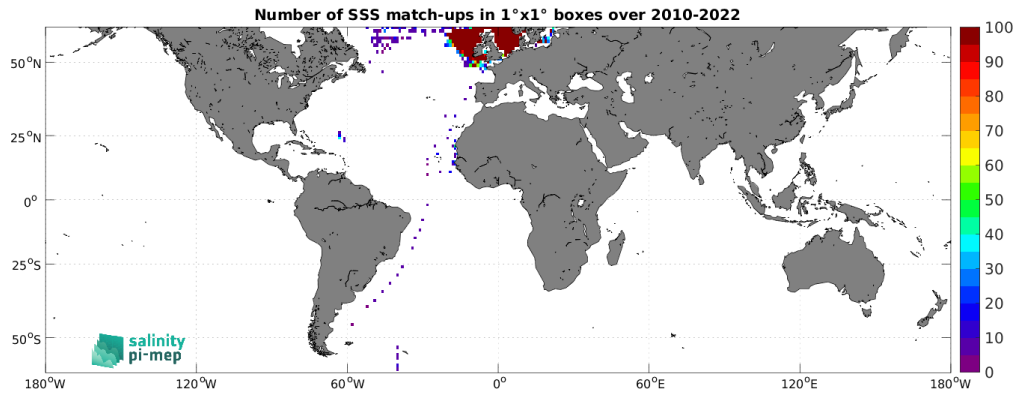 Number of SSS match-ups in 1°x1° boxes over 2010-2022
50°N
25°N
0°
25°S
50°S
180°W
120°W
60°W
0°
60°E
120°E
180°W
100
90
80
70
60
50
40
30
20
10
0
salinity
pi-mep